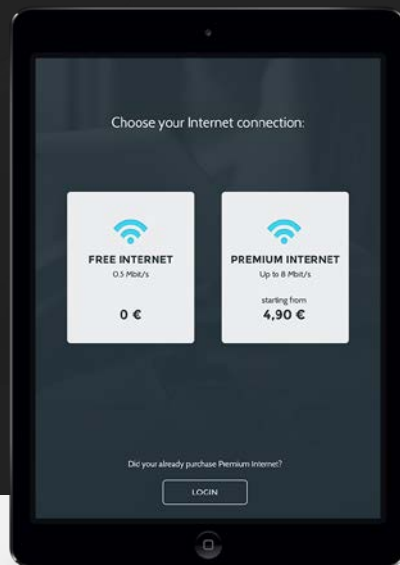 Choose your Internet connection:
FREE INTERNET
0.5 Mbit/s
0 €
PREMIUM INTERNET
Up to 8 Mbit/s
starting from
4,90 €
Did your already purchase Premium Internet?
LOGIN